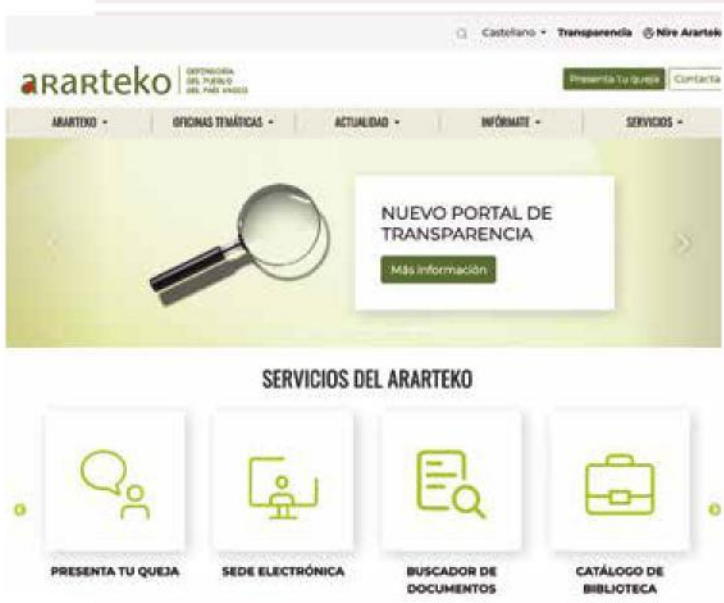 Castellano Transparencia Nire Ararteko
ararteko DEFENSORÍA
DEL PUEBLO
DEL PAÍS VASCO
Presenta tu queja Contacta
ARARTEKO OFICINAS TEMÁTICAS ACTUALIDAD INFÓRMATE SERVICIOS
NUEVO PORTAL DE
TRANSPARENCIA
Más información
SERVICIOS DEL ARARTEKO
PRESENTA TU QUEJA SEDE ELECTRÓNICA BUSCADOR DE
DOCUMENTOS CATÁLOGO DE
BIBLIOTECA